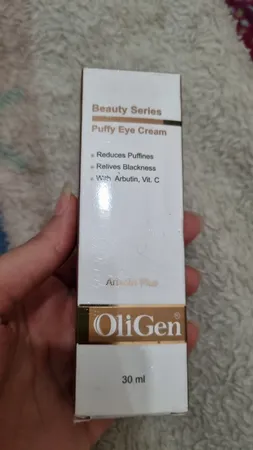 Beauty Series
Puffy Eye Cream
Reduces Puffines
Relives Blackness
With Arbutin, Vit. C
Arbutin Plus
OliGen®
30 ml